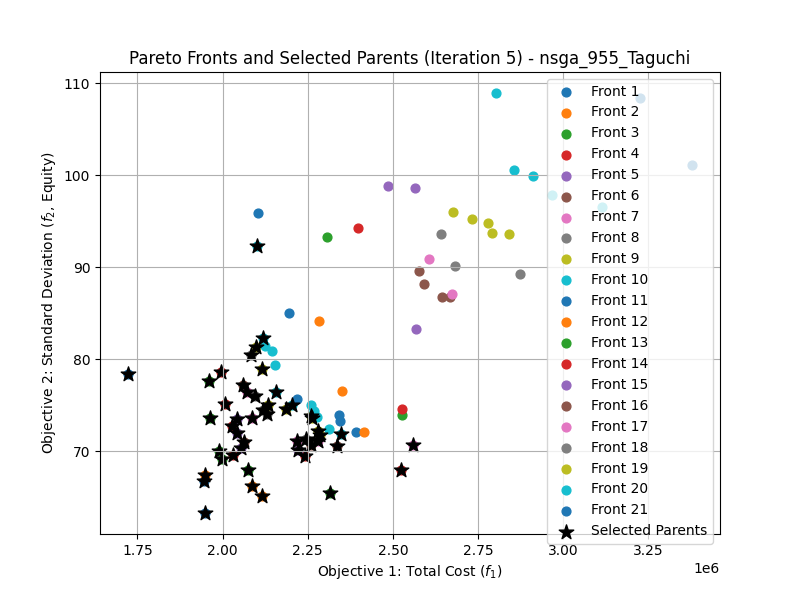 Pareto Fronts and Selected Parents (Iteration 5) - nsga_955_Taguchi
Objective 2: Standard Deviation (f₂, Equity)
110
100
90
80
70
1.75
2.00
2.25
2.50
2.75
3.00
3.25
1e6
Objective 1: Total Cost (f₁)
Front 1
Front 2
Front 3
Front 4
Front 5
Front 6
Front 7
Front 8
Front 9
Front 10
Front 11
Front 12
Front 13
Front 14
Front 15
Front 16
Front 17
Front 18
Front 19
Front 20
Front 21
Selected Parents